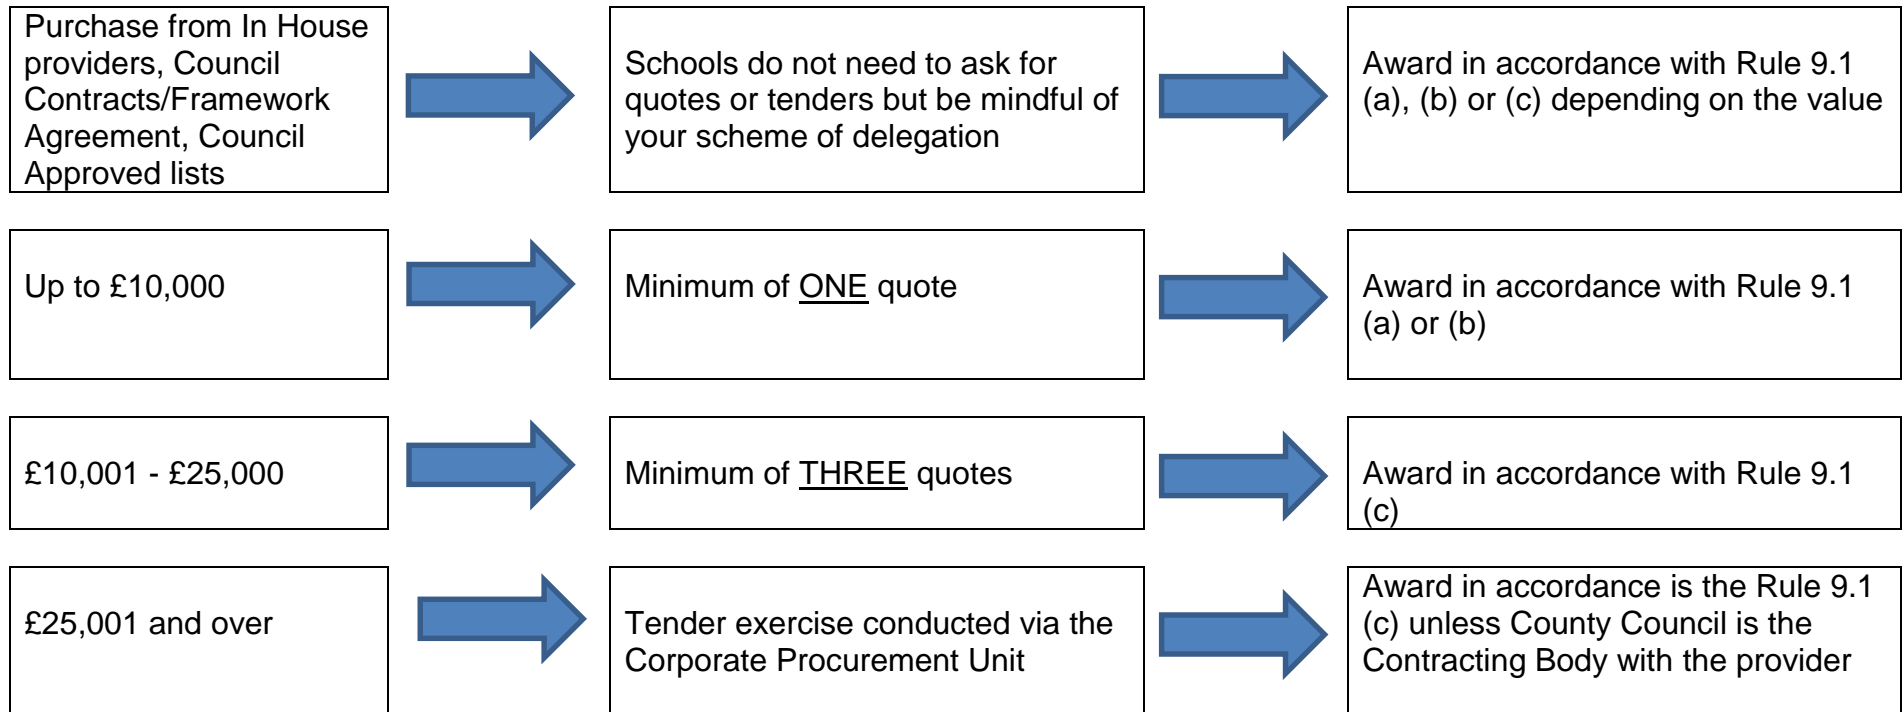 Purchase from In House
providers, Council
Contracts/Framework
Agreement, Council
Approved lists
Schools do not need to ask for
quotes or tenders but be mindful of
your scheme of delegation
Award in accordance with Rule 9.1
(a), (b) or (c) depending on the value
Up to £10,000
Minimum of ONE quote
Award in accordance with Rule 9.1
(a) or (b)
£10,001 - £25,000
Minimum of THREE quotes
Award in accordance with Rule 9.1
(c)
£25,001 and over
Tender exercise conducted via the
Corporate Procurement Unit
Award in accordance is the Rule 9.1
(c) unless County Council is the
Contracting Body with the provider